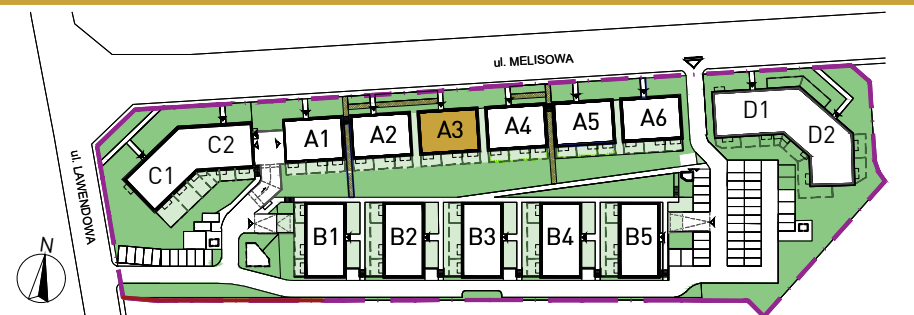 ul. MELISOWA
ul. LAWENDOWA
C1
C2
A1
A2
A3
A4
A5
A6
D1
D2
B1
B2
B3
B4
B5
N